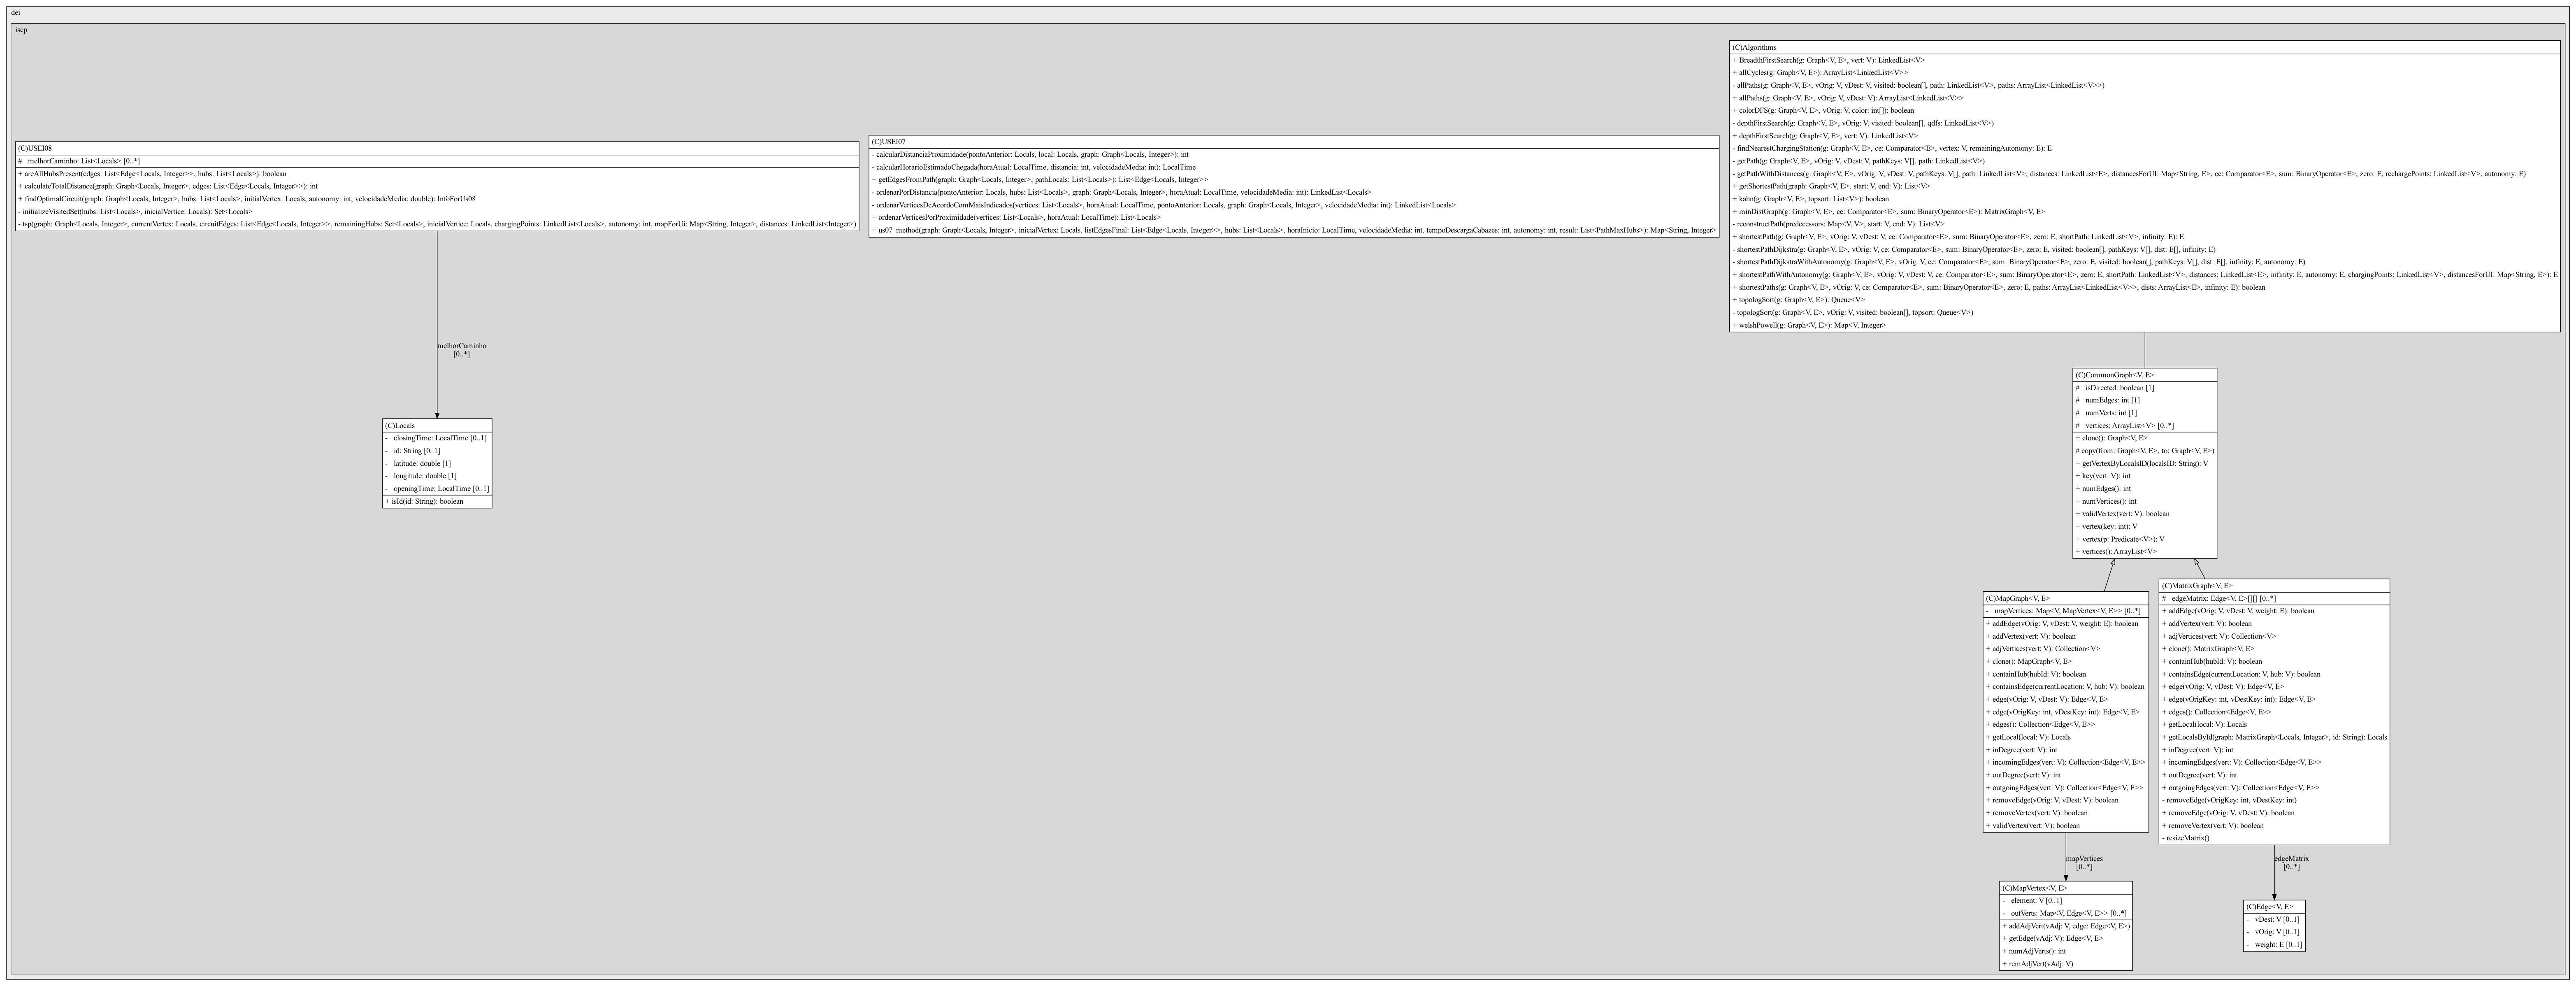 dei
isep
(C)USEI08
#   melhorCaminho: List<Locals> [0..*]
+ areAllHubsPresent(edges: List<Edge<Locals, Integer>>, hubs: List<Locals>): boolean
+ calculateTotalDistance(graph: Graph<Locals, Integer>, edges: List<Edge<Locals, Integer>>): int
+ findOptimalCircuit(graph: Graph<Locals, Integer>, hubs: List<Locals>, initialVertex: Locals, autonomy: int, velocidadeMedia: double): InfoForUs08
- initializeVisitedSet(hubs: List<Locals>, inicialVertice: Locals): Set<Locals>
- tsp(graph: Graph<Locals, Integer>, currentVertex: Locals, circuitEdges: List<Edge<Locals, Integer>>, remainingHubs: Set<Locals>, inicialVertice: Locals, chargingPoints: LinkedList<Locals>, autonomy: int, mapForUi: Map<String, Integer>, distances: LinkedList<Integer>)
melhorCaminho
[0..*]
(C)Locals
-   closingTime: LocalTime [0..1]
-   id: String [0..1]
-   latitude: double [1]
-   longitude: double [1]
-   openingTime: LocalTime [0..1]
+ isId(id: String): boolean
(C)USEI07
- calcularDistanciaProximidade(pontoAnterior: Locals, local: Locals, graph: Graph<Locals, Integer>): int
- calcularHorarioEstimadoChegada(horaAtual: LocalTime, distancia: int, velocidadeMedia: int): LocalTime
+ getEdgesFromPath(graph: Graph<Locals, Integer>, pathLocals: List<Locals>): List<Edge<Locals, Integer>>
- ordenarPorDistancia(pontoAnterior: Locals, hubs: List<Locals>, graph: Graph<Locals, Integer>, horaAtual: LocalTime, velocidadeMedia: int): LinkedList<Locals>
- ordenarVerticesDeAcordoComMaisIndicados(vertices: List<Locals>, horaAtual: LocalTime, pontoAnterior: Locals, graph: Graph<Locals, Integer>, velocidadeMedia: int): LinkedList<Locals>
+ ordenarVerticesPorProximidade(vertices: List<Locals>, horaAtual: LocalTime): List<Locals>
+ us07_method(graph: Graph<Locals, Integer>, inicialVertex: Locals, listEdgesFinal: List<Edge<Locals, Integer>>, hubs: List<Locals>, horaInicio: LocalTime, velocidadeMedia: int, tempoDescargaCabazes: int, autonomy: int, result: List<PathMaxHubs>): Map<String, Integer>
(C)Algorithms
+ BreadthFirstSearch(g: Graph<V, E>, vert: V): LinkedList<V>
+ allCycles(g: Graph<V, E>): ArrayList<LinkedList<V>>
- allPaths(g: Graph<V, E>, vOrig: V, vDest: V, visited: boolean[], path: LinkedList<V>, paths: ArrayList<LinkedList<V>>)
+ allPaths(g: Graph<V, E>, vOrig: V, vDest: V): ArrayList<LinkedList<V>>
+ colorDFS(g: Graph<V, E>, vOrig: V, color: int[]): boolean
- depthFirstSearch(g: Graph<V, E>, vOrig: V, visited: boolean[], qdfs: LinkedList<V>)
+ depthFirstSearch(g: Graph<V, E>, vert: V): LinkedList<V>
- findNearestChargingStation(g: Graph<V, E>, ce: Comparator<E>, vertex: V, remainingAutonomy: E): E
- getPath(g: Graph<V, E>, vOrig: V, vDest: V, pathKeys: V[], path: LinkedList<V>)
- getPathWithDistances(g: Graph<V, E>, vOrig: V, vDest: V, pathKeys: V[], path: LinkedList<V>, distances: LinkedList<E>, distancesForUI: Map<String, E>, ce: Comparator<E>, sum: BinaryOperator<E>, zero: E, rechargePoints: LinkedList<V>, autonomy: E)
+ getShortestPath(graph: Graph<V, E>, start: V, end: V): List<V>
+ kahn(g: Graph<V, E>, topsort: List<V>): boolean
+ minDistGraph(g: Graph<V, E>, ce: Comparator<E>, sum: BinaryOperator<E>): MatrixGraph<V, E>
- reconstructPath(predecessors: Map<V, V>, start: V, end: V): List<V>
+ shortestPath(g: Graph<V, E>, vOrig: V, vDest: V, ce: Comparator<E>, sum: BinaryOperator<E>, zero: E, shortPath: LinkedList<V>, infinity: E): E
- shortestPathDijkstra(g: Graph<V, E>, vOrig: V, ce: Comparator<E>, sum: BinaryOperator<E>, zero: E, visited: boolean[], pathKeys: V[], dist: E[], infinity: E)
- shortestPathDijkstraWithAutonomy(g: Graph<V, E>, vOrig: V, ce: Comparator<E>, sum: BinaryOperator<E>, zero: E, visited: boolean[], pathKeys: V[], dist: E[], infinity: E, autonomy: E)
+ shortestPathWithAutonomy(g: Graph<V, E>, vOrig: V, vDest: V, ce: Comparator<E>, sum: BinaryOperator<E>, zero: E, shortPath: LinkedList<V>, distances: LinkedList<E>, infinity: E, autonomy: E, chargingPoints: LinkedList<V>, distancesForUI: Map<String, E>): E
+ shortestPaths(g: Graph<V, E>, vOrig: V, ce: Comparator<E>, sum: BinaryOperator<E>, zero: E, paths: ArrayList<LinkedList<V>>, dists: ArrayList<E>, infinity: E): boolean
+ topologSort(g: Graph<V, E>): Queue<V>
- topologSort(g: Graph<V, E>, vOrig: V, visited: boolean[], topsort: Queue<V>)
+ welshPowell(g: Graph<V, E>): Map<V, Integer>
(C)CommonGraph<V, E>
#   isDirected: boolean [1]
#   numEdges: int [1]
#   numVerts: int [1]
#   vertices: ArrayList<V> [0..*]
+ clone(): Graph<V, E>
# copy(from: Graph<V, E>, to: Graph<V, E>)
+ getVertexByLocalsID(localsID: String): V
+ key(vert: V): int
+ numEdges(): int
+ numVertices(): int
+ validVertex(vert: V): boolean
+ vertex(key: int): V
+ vertex(p: Predicate<V>): V
+ vertices(): ArrayList<V>
(C)MapGraph<V, E>
-   mapVertices: Map<V, MapVertex<V, E>> [0..*]
+ addEdge(vOrig: V, vDest: V, weight: E): boolean
+ addVertex(vert: V): boolean
+ adjVertices(vert: V): Collection<V>
+ clone(): MapGraph<V, E>
+ containHub(hubId: V): boolean
+ containsEdge(currentLocation: V, hub: V): boolean
+ edge(vOrig: V, vDest: V): Edge<V, E>
+ edge(vOrigKey: int, vDestKey: int): Edge<V, E>
+ edges(): Collection<Edge<V, E>>
+ getLocal(local: V): Locals
+ inDegree(vert: V): int
+ incomingEdges(vert: V): Collection<Edge<V, E>>
+ outDegree(vert: V): int
+ outgoingEdges(vert: V): Collection<Edge<V, E>>
+ removeEdge(vOrig: V, vDest: V): boolean
+ removeVertex(vert: V): boolean
+ validVertex(vert: V): boolean
(C)MatrixGraph<V, E>
#   edgeMatrix: Edge<V, E>[][] [0..*]
+ addEdge(vOrig: V, vDest: V, weight: E): boolean
+ addVertex(vert: V): boolean
+ adjVertices(vert: V): Collection<V>
+ clone(): MatrixGraph<V, E>
+ containHub(hubId: V): boolean
+ containsEdge(currentLocation: V, hub: V): boolean
+ edge(vOrig: V, vDest: V): Edge<V, E>
+ edge(vOrigKey: int, vDestKey: int): Edge<V, E>
+ edges(): Collection<Edge<V, E>>
+ getLocal(local: V): Locals
+ getLocalsById(graph: MatrixGraph<Locals, Integer>, id: String): Locals
+ inDegree(vert: V): int
+ incomingEdges(vert: V): Collection<Edge<V, E>>
+ outDegree(vert: V): int
+ outgoingEdges(vert: V): Collection<Edge<V, E>>
- removeEdge(vOrigKey: int, vDestKey: int)
+ removeEdge(vOrig: V, vDest: V): boolean
+ removeVertex(vert: V): boolean
- resizeMatrix()
mapVertices
[0..*]
edgeMatrix
[0..*]
(C)MapVertex<V, E>
-   element: V [0..1]
-   outVerts: Map<V, Edge<V, E>> [0..*]
+ addAdjVert(vAdj: V, edge: Edge<V, E>)
+ getEdge(vAdj: V): Edge<V, E>
+ numAdjVerts(): int
+ remAdjVert(vAdj: V)
(C)Edge<V, E>
-   vDest: V [0..1]
-   vOrig: V [0..1]
-   weight: E [0..1]